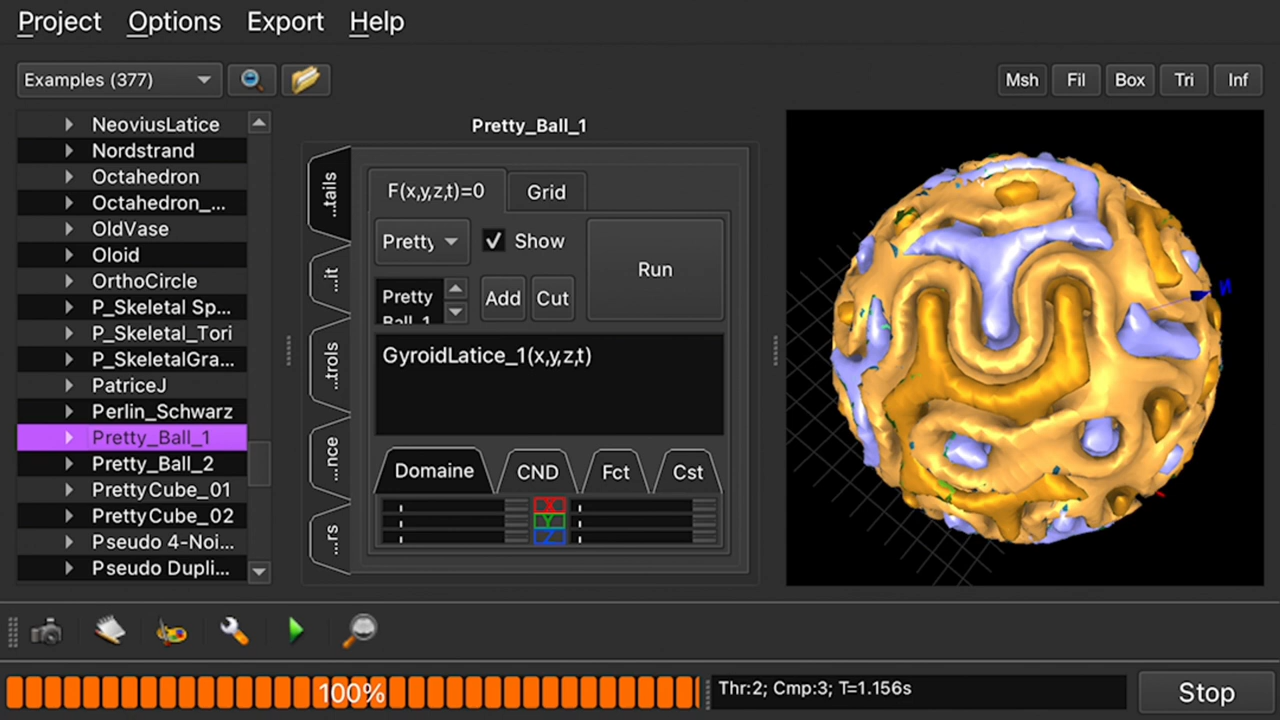 Project Options Export Help
Examples (377)
Msh Fil Box Tri Inf
NeoviusLatice
Nordstrand
Octahedron
Octahedron_...
OldVase
Oloid
OrthoCircle
P_Skeletal Sp...
P_Skeletal_Tori
P_SkeletalGra...
PatriceJ
Perlin_Schwarz
Pretty_Ball_1
Pretty_Ball_2
PrettyCube_01
PrettyCube_02
Pseudo 4-Noi...
Pseudo Dupli...
Pretty_Ball_1
...tails
...it
...trols
...nce
...rs
F(x,y,z,t)=0 Grid
Pretty Show
Run
Pretty
Ball_1
Add Cut
GyroidLatice_1(x,y,z,t)
Domaine CND Fct Cst
X
Y
Z
100%
Thr:2; Cmp:3; T=1.156s
Stop